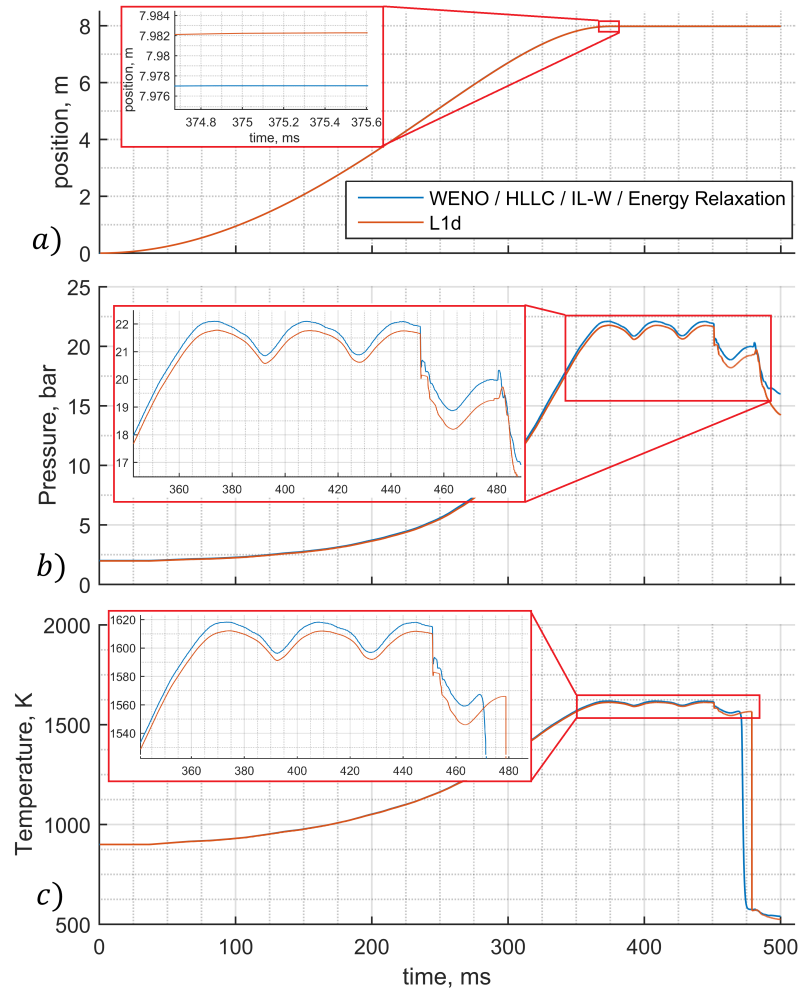 7.984
7.982
7.98
7.978
7.976
position, m
374.8 375 375.2 375.4 375.6
time, ms
8
6
4
2
0
position, m
a)
WENO / HLLC / IL-W / Energy Relaxation
L1d
25
20
15
10
5
0
Pressure, bar
b)
22
21
20
19
18
17
360 380 400 420 440 460 480
2000
1500
1000
500
Temperature, K
c)
1620
1600
1580
1560
1540
360 380 400 420 440 460 480
0 100 200 300 400 500
time, ms